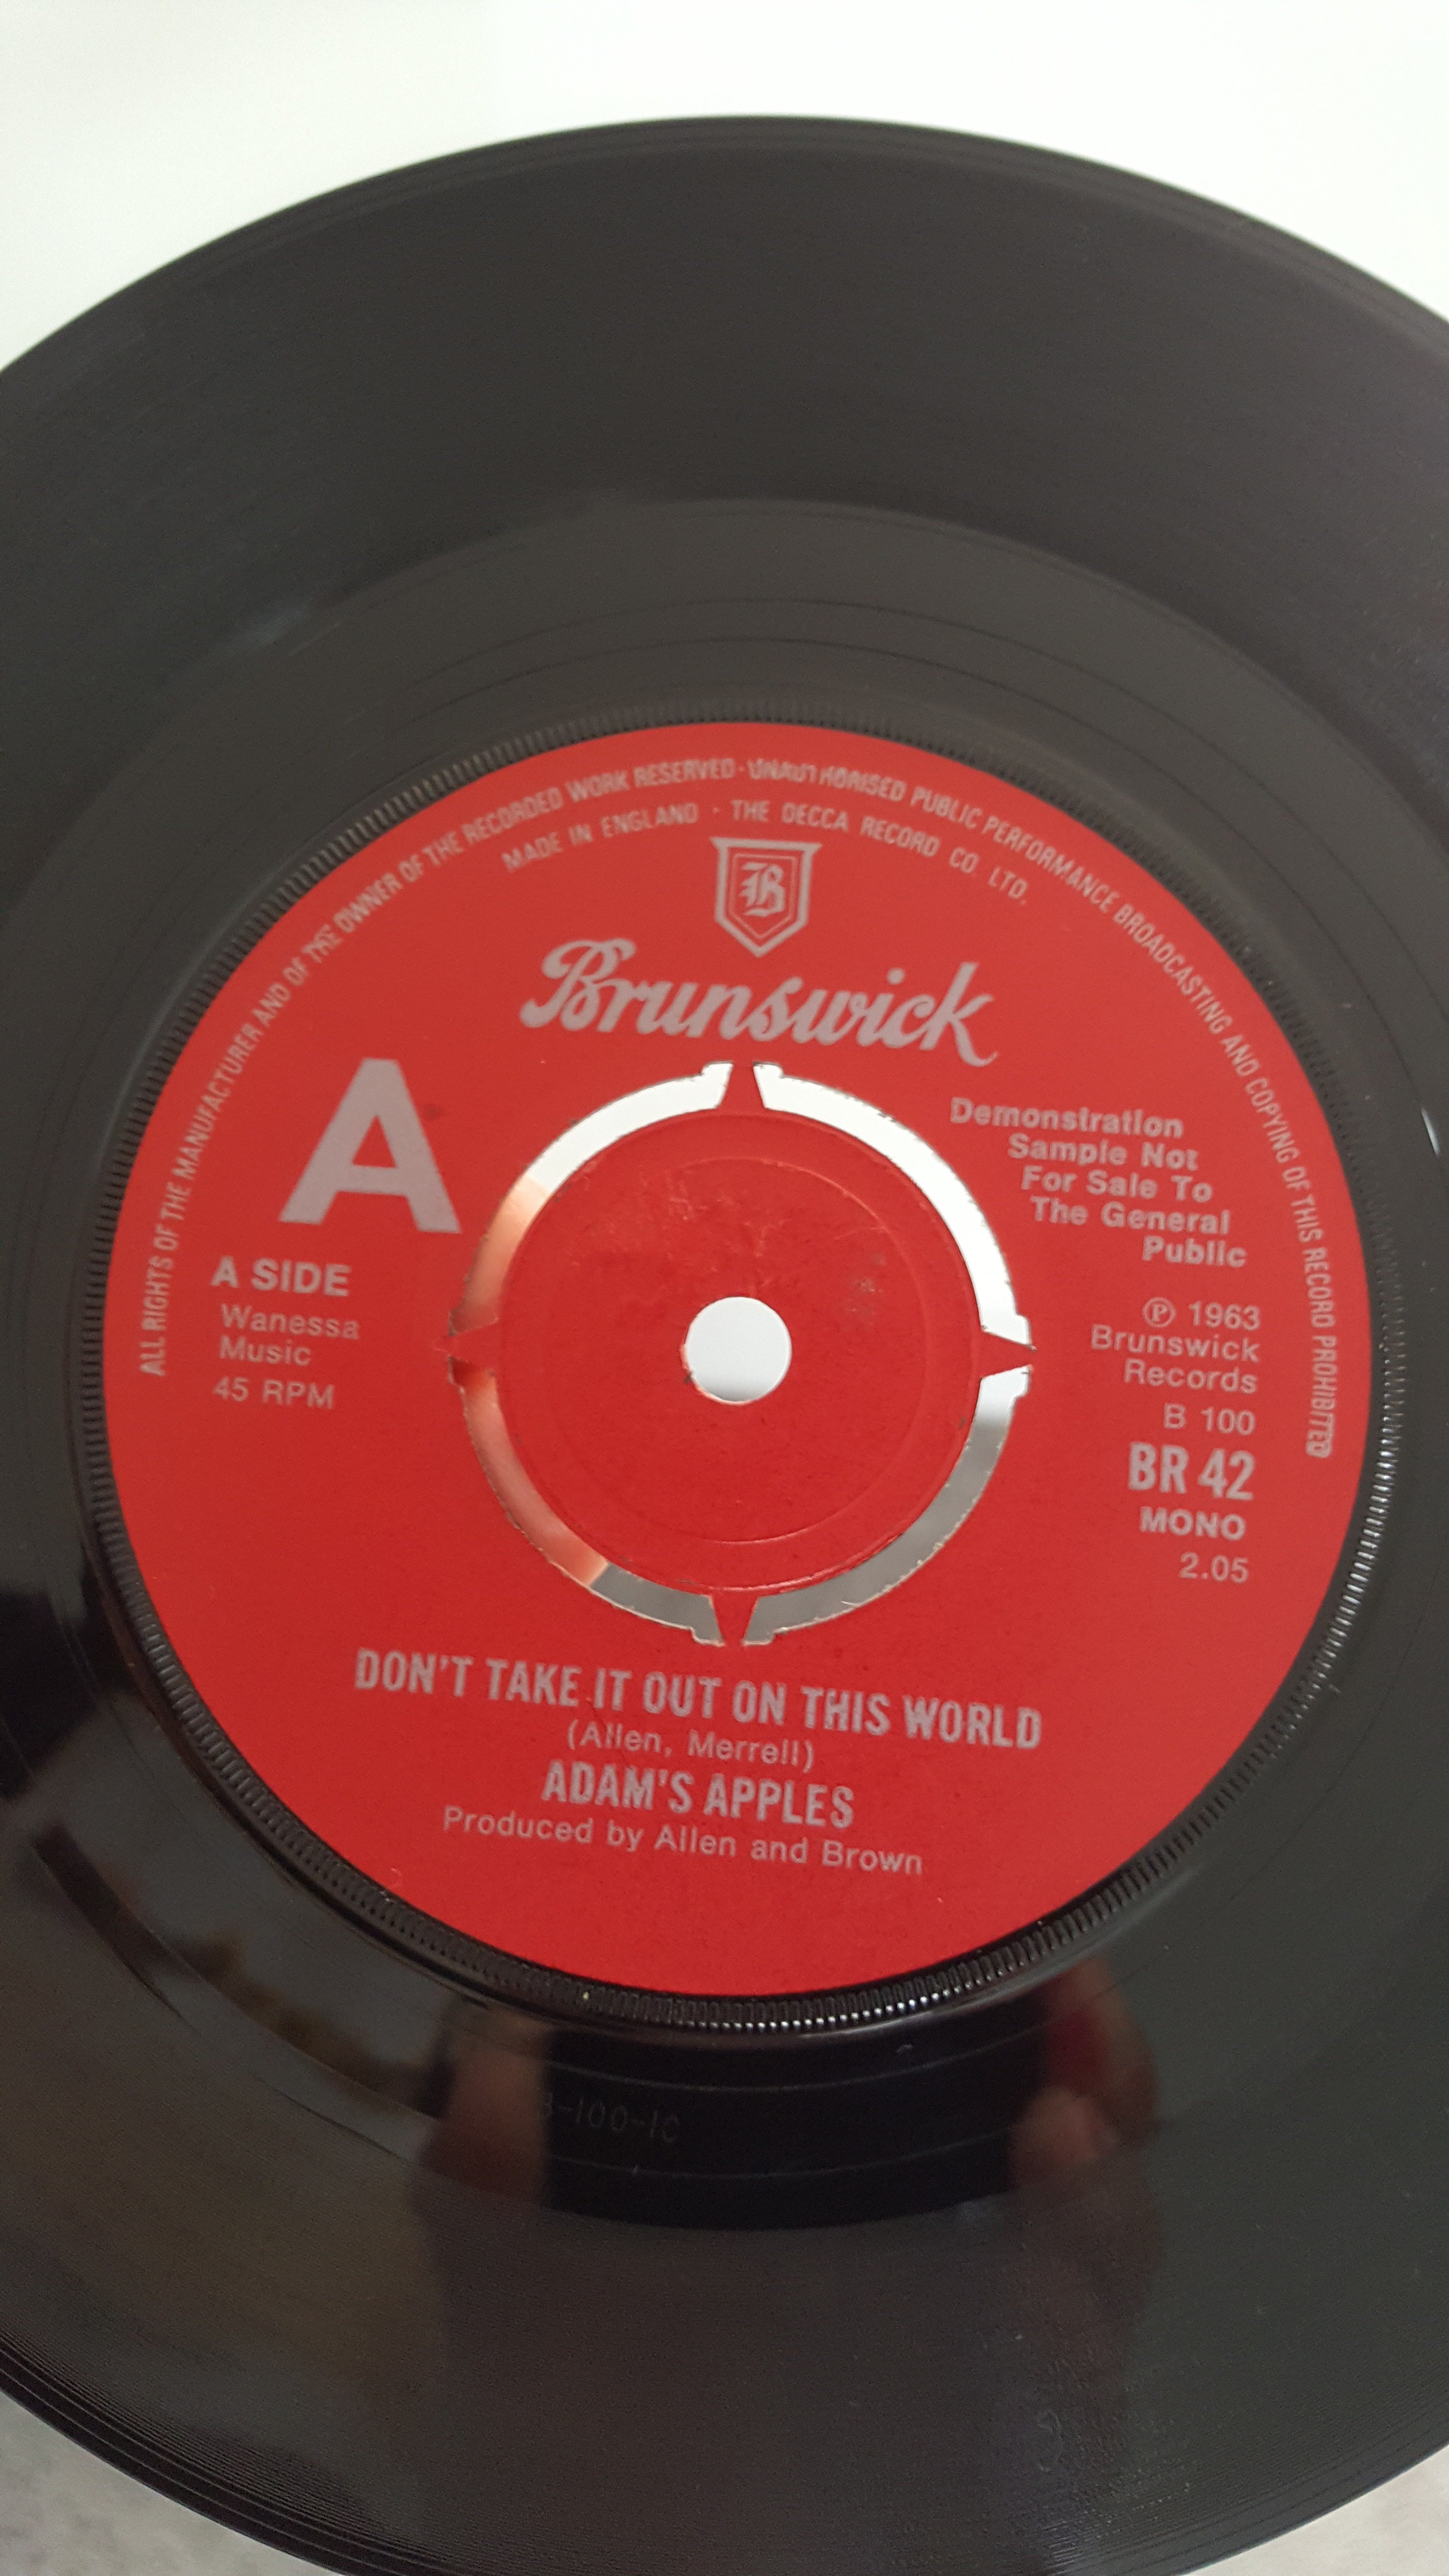 ALL RIGHTS OF THE MANUFACTURER AND OF THE OWNER OF THE RECORDED WORK RESERVED · UNAUTHORISED PUBLIC PERFORMANCE BROADCASTING AND COPYING OF THIS RECORD PROHIBITED
MADE IN ENGLAND · THE DECCA RECORD CO. LTD.
B
Brunswick
A
A SIDE
Wanessa
Music
45 RPM
Demonstration
Sample Not
For Sale To
The General
Public
℗ 1963
Brunswick
Records
B 100
BR 42
MONO
2.05
DON'T TAKE IT OUT ON THIS WORLD
(Allen, Merrell)
ADAM'S APPLES
Produced by Allen and Brown
B-100-1C